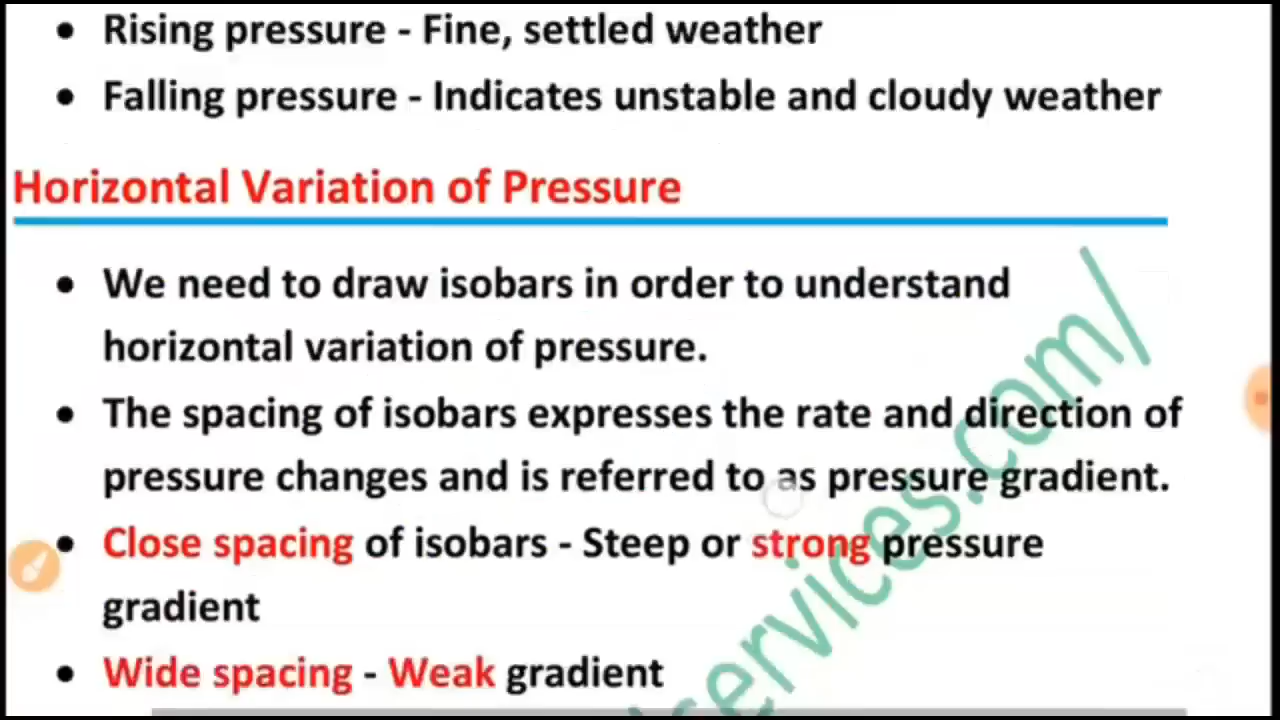 • Rising pressure - Fine, settled weather
• Falling pressure - Indicates unstable and cloudy weather
Horizontal Variation of Pressure
• We need to draw isobars in order to understand
horizontal variation of pressure.
• The spacing of isobars expresses the rate and direction of
pressure changes and is referred to as pressure gradient.
• Close spacing of isobars - Steep or strong pressure
gradient
• Wide spacing - Weak gradient
services.com/